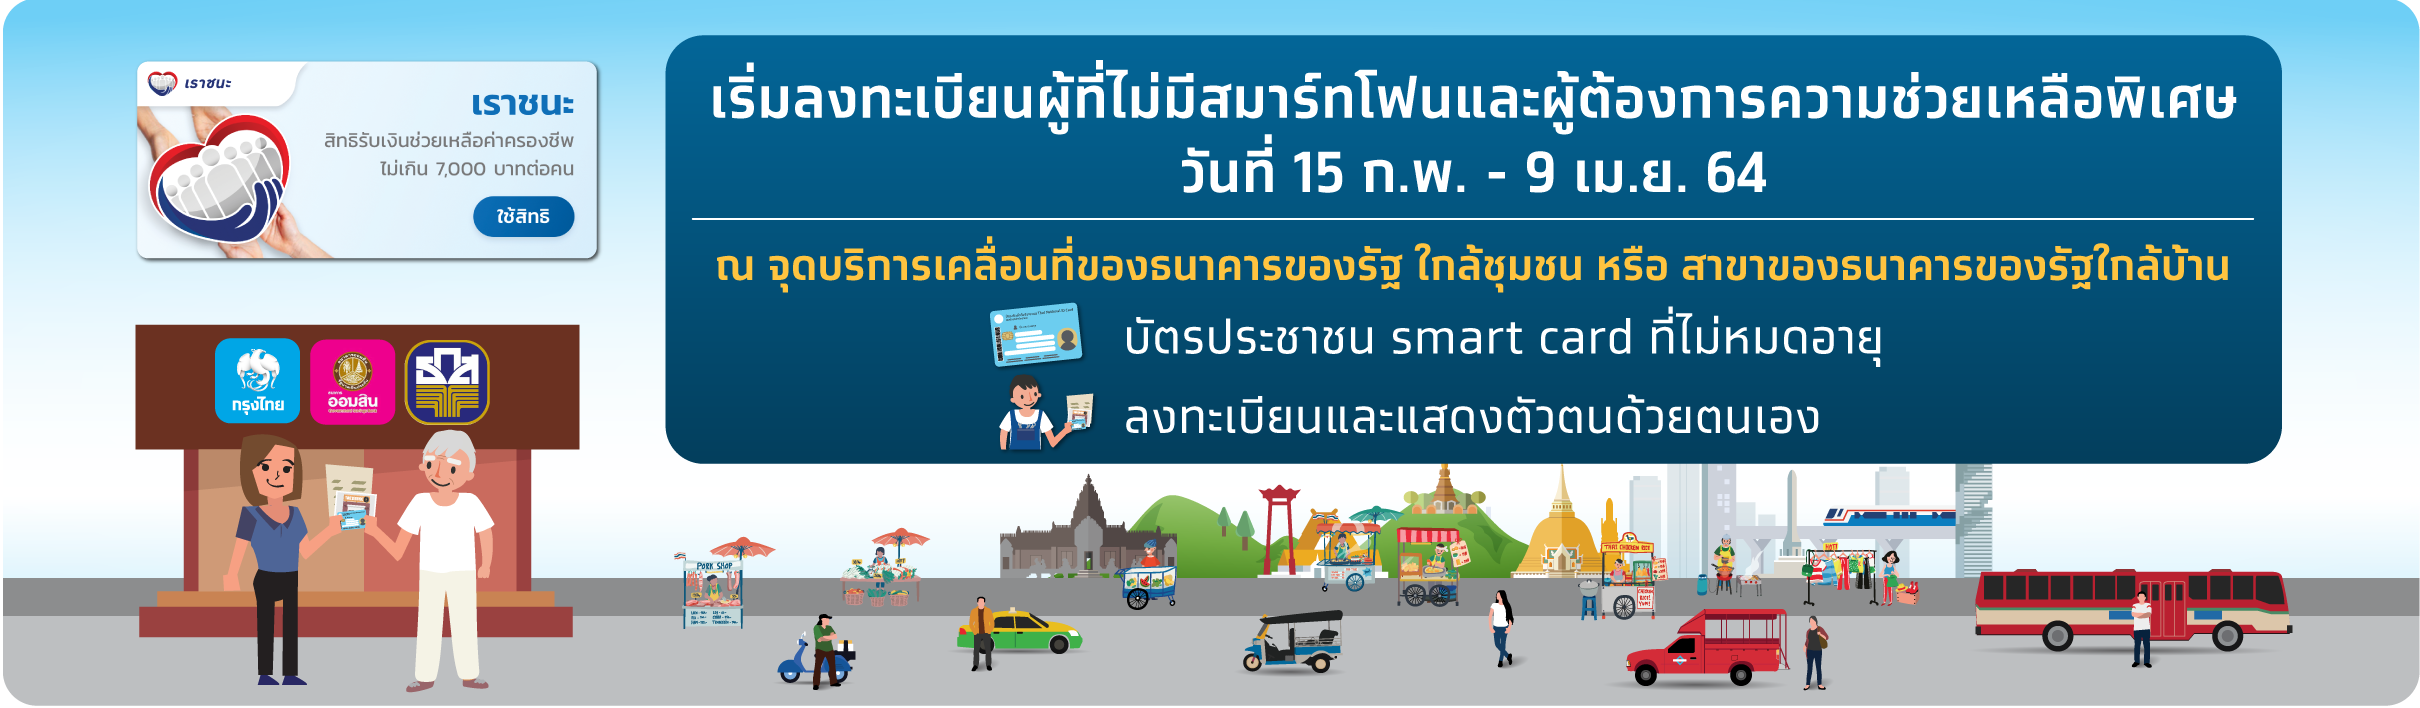 เราชนะ
เราชนะ
สิทธิรับเงินช่วยเหลือค่าครองชีพ
ไม่เกิน 7,000 บาทต่อคน
ใช้สิทธิ
เริ่มลงทะเบียนผู้ที่ไม่มีสมาร์ทโฟนและผู้ต้องการความช่วยเหลือพิเศษ
วันที่ 15 ก.พ. - 9 เม.ย. 64
ณ จุดบริการเคลื่อนที่ของธนาคารของรัฐ ใกล้ชุมชน หรือ สาขาของธนาคารของรัฐใกล้บ้าน
บัตรประชาชน smart card ที่ไม่หมดอายุ
ลงทะเบียนและแสดงตัวตนด้วยตนเอง
กรุงไทย
ออมสิน
ธกส
PORK SHOP
THAI CHICKEN RICE
HOT!